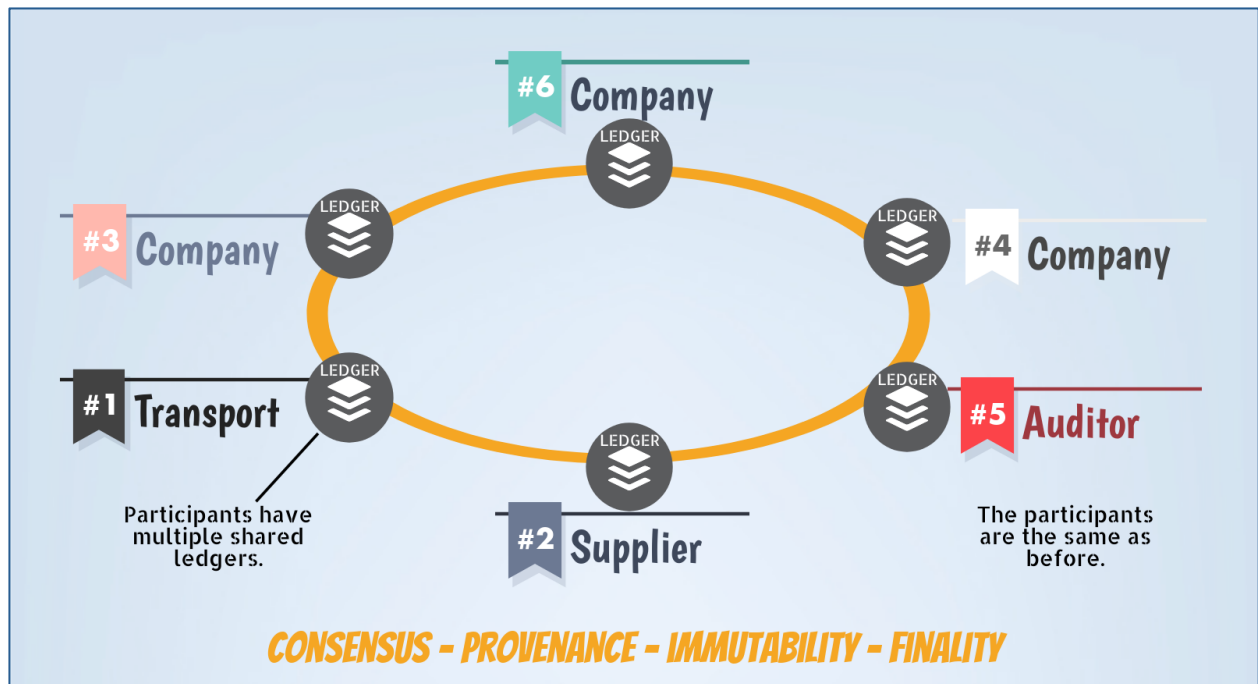 #6 Company
LEDGER
LEDGER
#3 Company
LEDGER
#4 Company
LEDGER
#1 Transport
LEDGER
#5 Auditor
LEDGER
#2 Supplier
Participants have
multiple shared
ledgers.
The participants
are the same as
before.
CONSENSUS - PROVENANCE - IMMUTABILITY - FINALITY